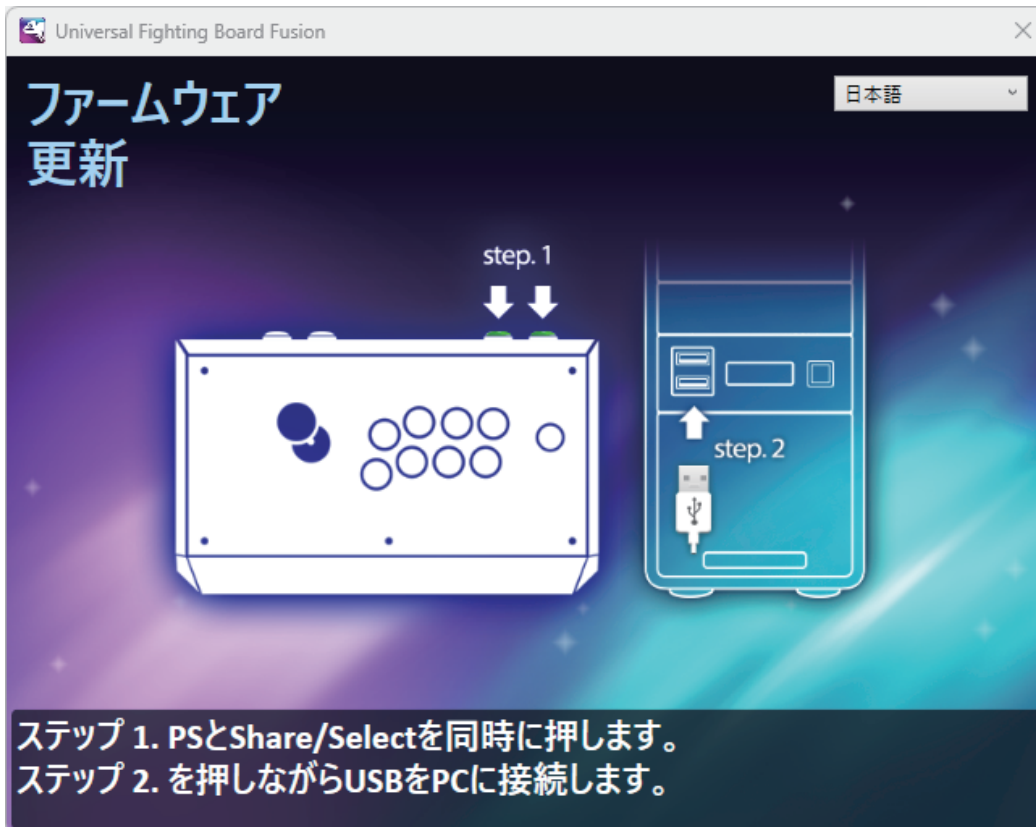 Universal Fighting Board Fusion
ファームウェア
更新
日本語
step. 1
step. 2
ステップ 1. PSとShare/Selectを同時に押します。
ステップ 2. を押しながらUSBをPCに接続します。